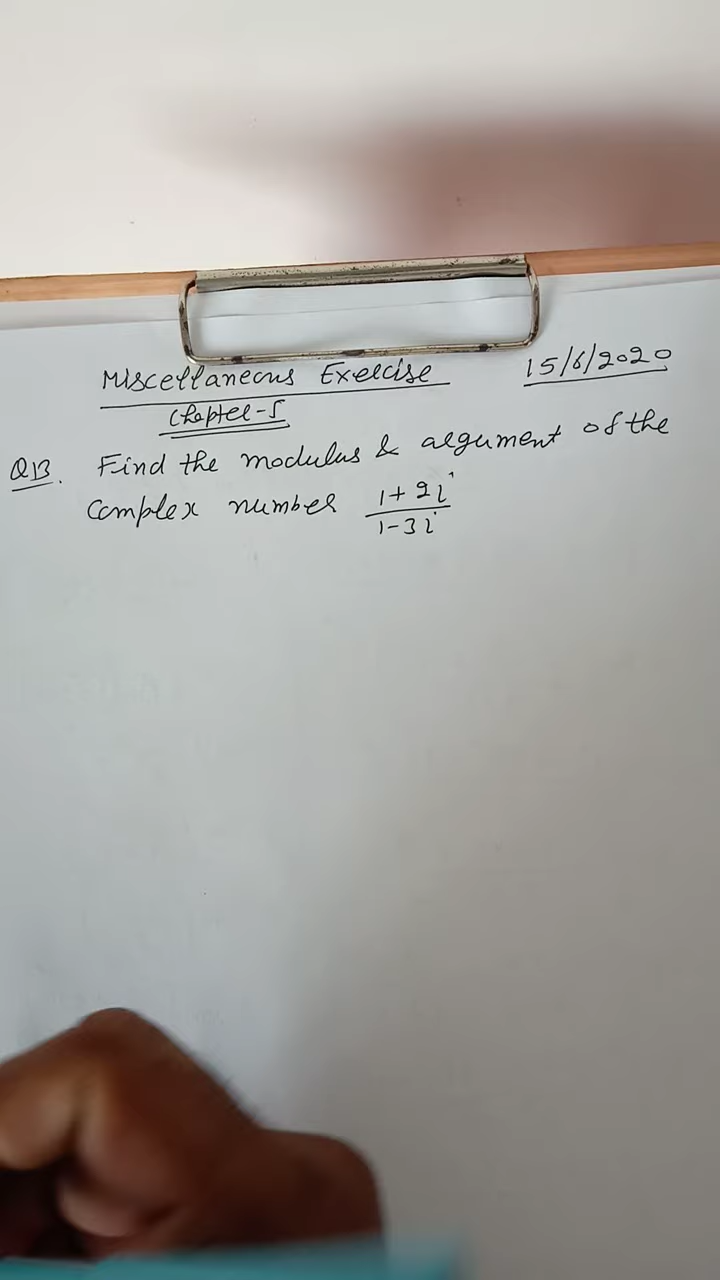 Miscellaneous Exercise 15/6/2020
Chapter-5
Q13. Find the modulus & argument of the
complex number 1+2i/1-3i